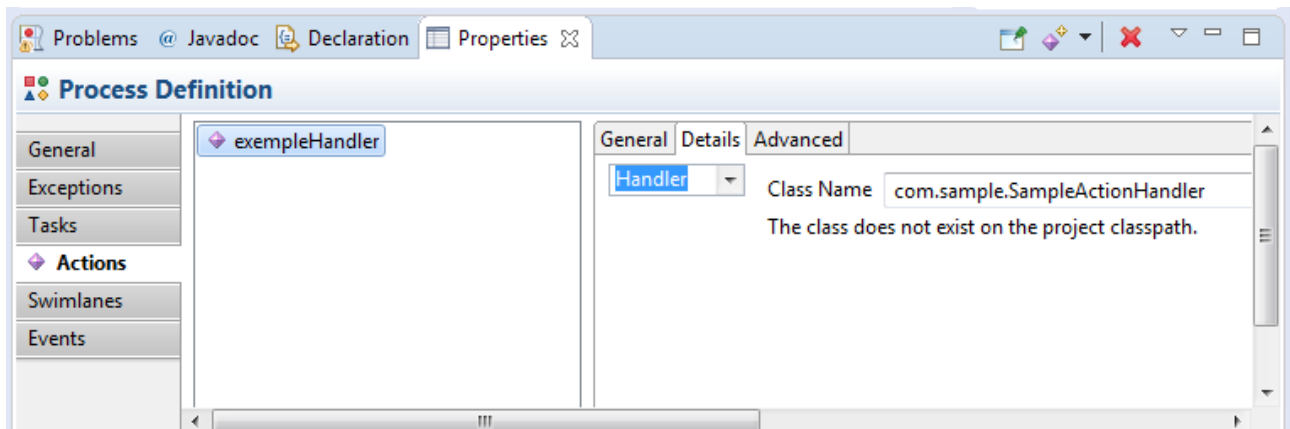 Problems @ Javadoc Declaration Properties
Process Definition
General
Exceptions
Tasks
Actions
Swimlanes
Events
exempleHandler
General Details Advanced
Handler
Class Name com.sample.SampleActionHandler
The class does not exist on the project classpath.